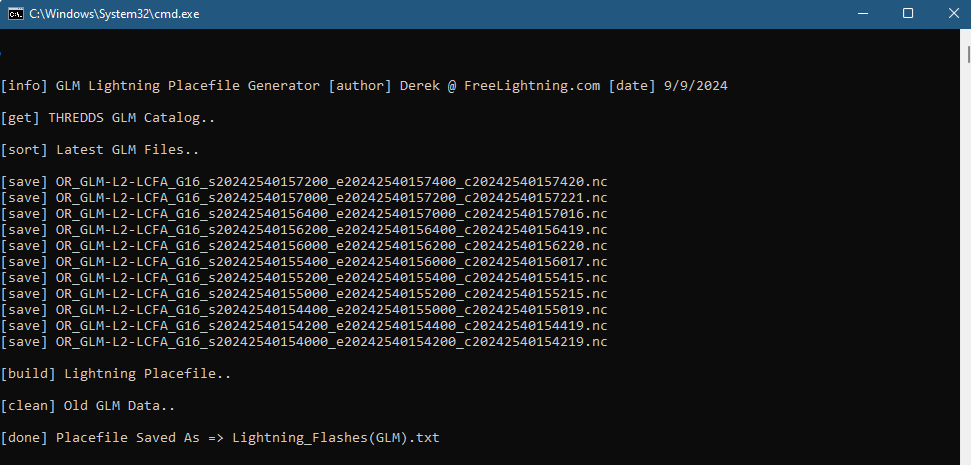 C:\Windows\System32\cmd.exe
[info] GLM Lightning Placefile Generator [author] Derek @ FreeLightning.com [date] 9/9/2024
[get] THREDDS GLM Catalog..
[sort] Latest GLM Files..
[save] OR_GLM-L2-LCFA_G16_s20242540157200_e20242540157400_c20242540157420.nc
[save] OR_GLM-L2-LCFA_G16_s20242540157000_e20242540157200_c20242540157221.nc
[save] OR_GLM-L2-LCFA_G16_s20242540156400_e20242540157000_c20242540157016.nc
[save] OR_GLM-L2-LCFA_G16_s20242540156200_e20242540156400_c20242540156419.nc
[save] OR_GLM-L2-LCFA_G16_s20242540156000_e20242540156200_c20242540156220.nc
[save] OR_GLM-L2-LCFA_G16_s20242540155400_e20242540156000_c20242540156017.nc
[save] OR_GLM-L2-LCFA_G16_s20242540155200_e20242540155400_c20242540155415.nc
[save] OR_GLM-L2-LCFA_G16_s20242540155000_e20242540155200_c20242540155215.nc
[save] OR_GLM-L2-LCFA_G16_s20242540154400_e20242540155000_c20242540155019.nc
[save] OR_GLM-L2-LCFA_G16_s20242540154200_e20242540154400_c20242540154419.nc
[save] OR_GLM-L2-LCFA_G16_s20242540154000_e20242540154200_c20242540154219.nc
[build] Lightning Placefile..
[clean] Old GLM Data..
[done] Placefile Saved As => Lightning_Flashes(GLM).txt